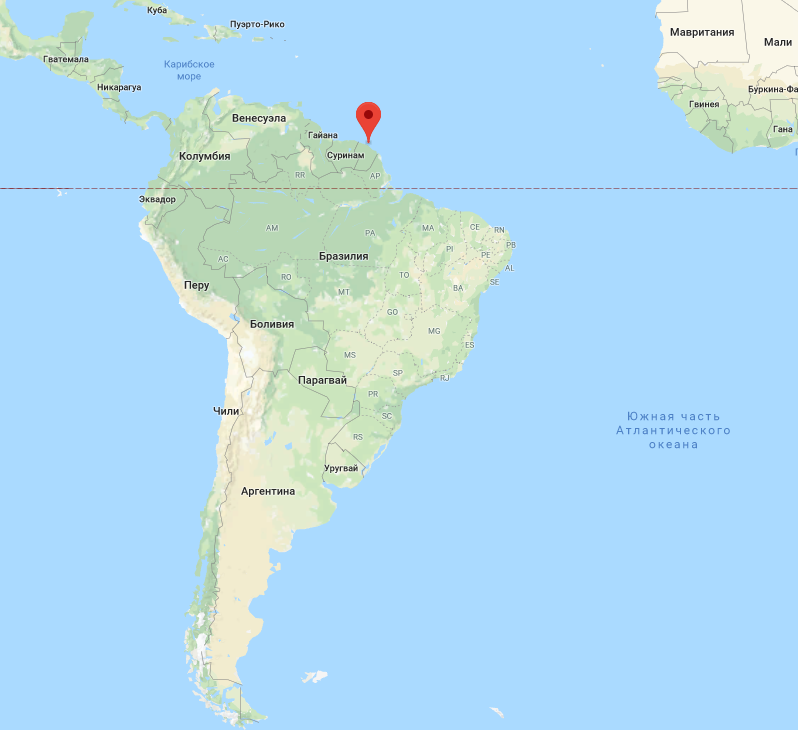 Куба
Пуэрто-Рико
Мавритания
Мали
Гватемала
Карибское
море
Никарагуа
Буркина-Фа
Гвинея
Венесуэла
Гайана
Гана
Колумбия
Суринам
RR
AP
Эквадор
AM
PA
MA
CE
RN
PB
PI
PE
AL
Бразилия
AC
RO
TO
SE
Перу
MT
BA
GO
Боливия
MG
ES
MS
SP
RJ
Парагвай
PR
Чили
SC
RS
Южная часть
Атлантического
океана
Уругвай
Аргентина